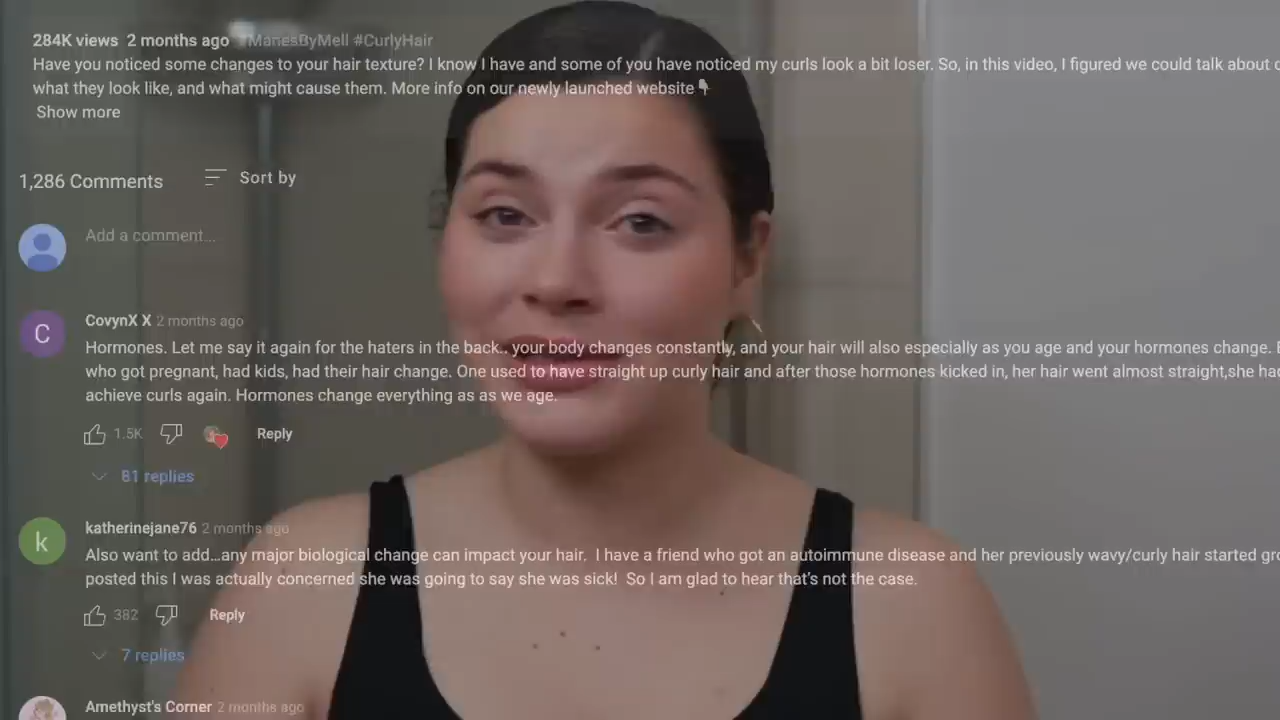 284K views 2 months ago #ManesByMell #CurlyHair
Have you noticed some changes to your hair texture? I know I have and some of you have noticed my curls look a bit loser. So, in this video, I figured we could talk about
what they look like, and what might cause them. More info on our newly launched website👇
Show more
1,286 Comments
Sort by
Add a comment...
C
CovynX X 2 months ago
Hormones. Let me say it again for the haters in the back.. your body changes constantly, and your hair will also especially as you age and your hormones change.
who got pregnant, had kids, had their hair change. One used to have straight up curly hair and after those hormones kicked in, her hair went almost straight,she had
achieve curls again. Hormones change everything as as we age.
1.5K
Reply
81 replies
k
katherinejane76 2 months ago
Also want to add…any major biological change can impact your hair. I have a friend who got an autoimmune disease and her previously wavy/curly hair started
posted this I was actually concerned she was going to say she was sick! So I am glad to hear that's not the case.
382
Reply
7 replies
Amethyst's Corner 2 months ago